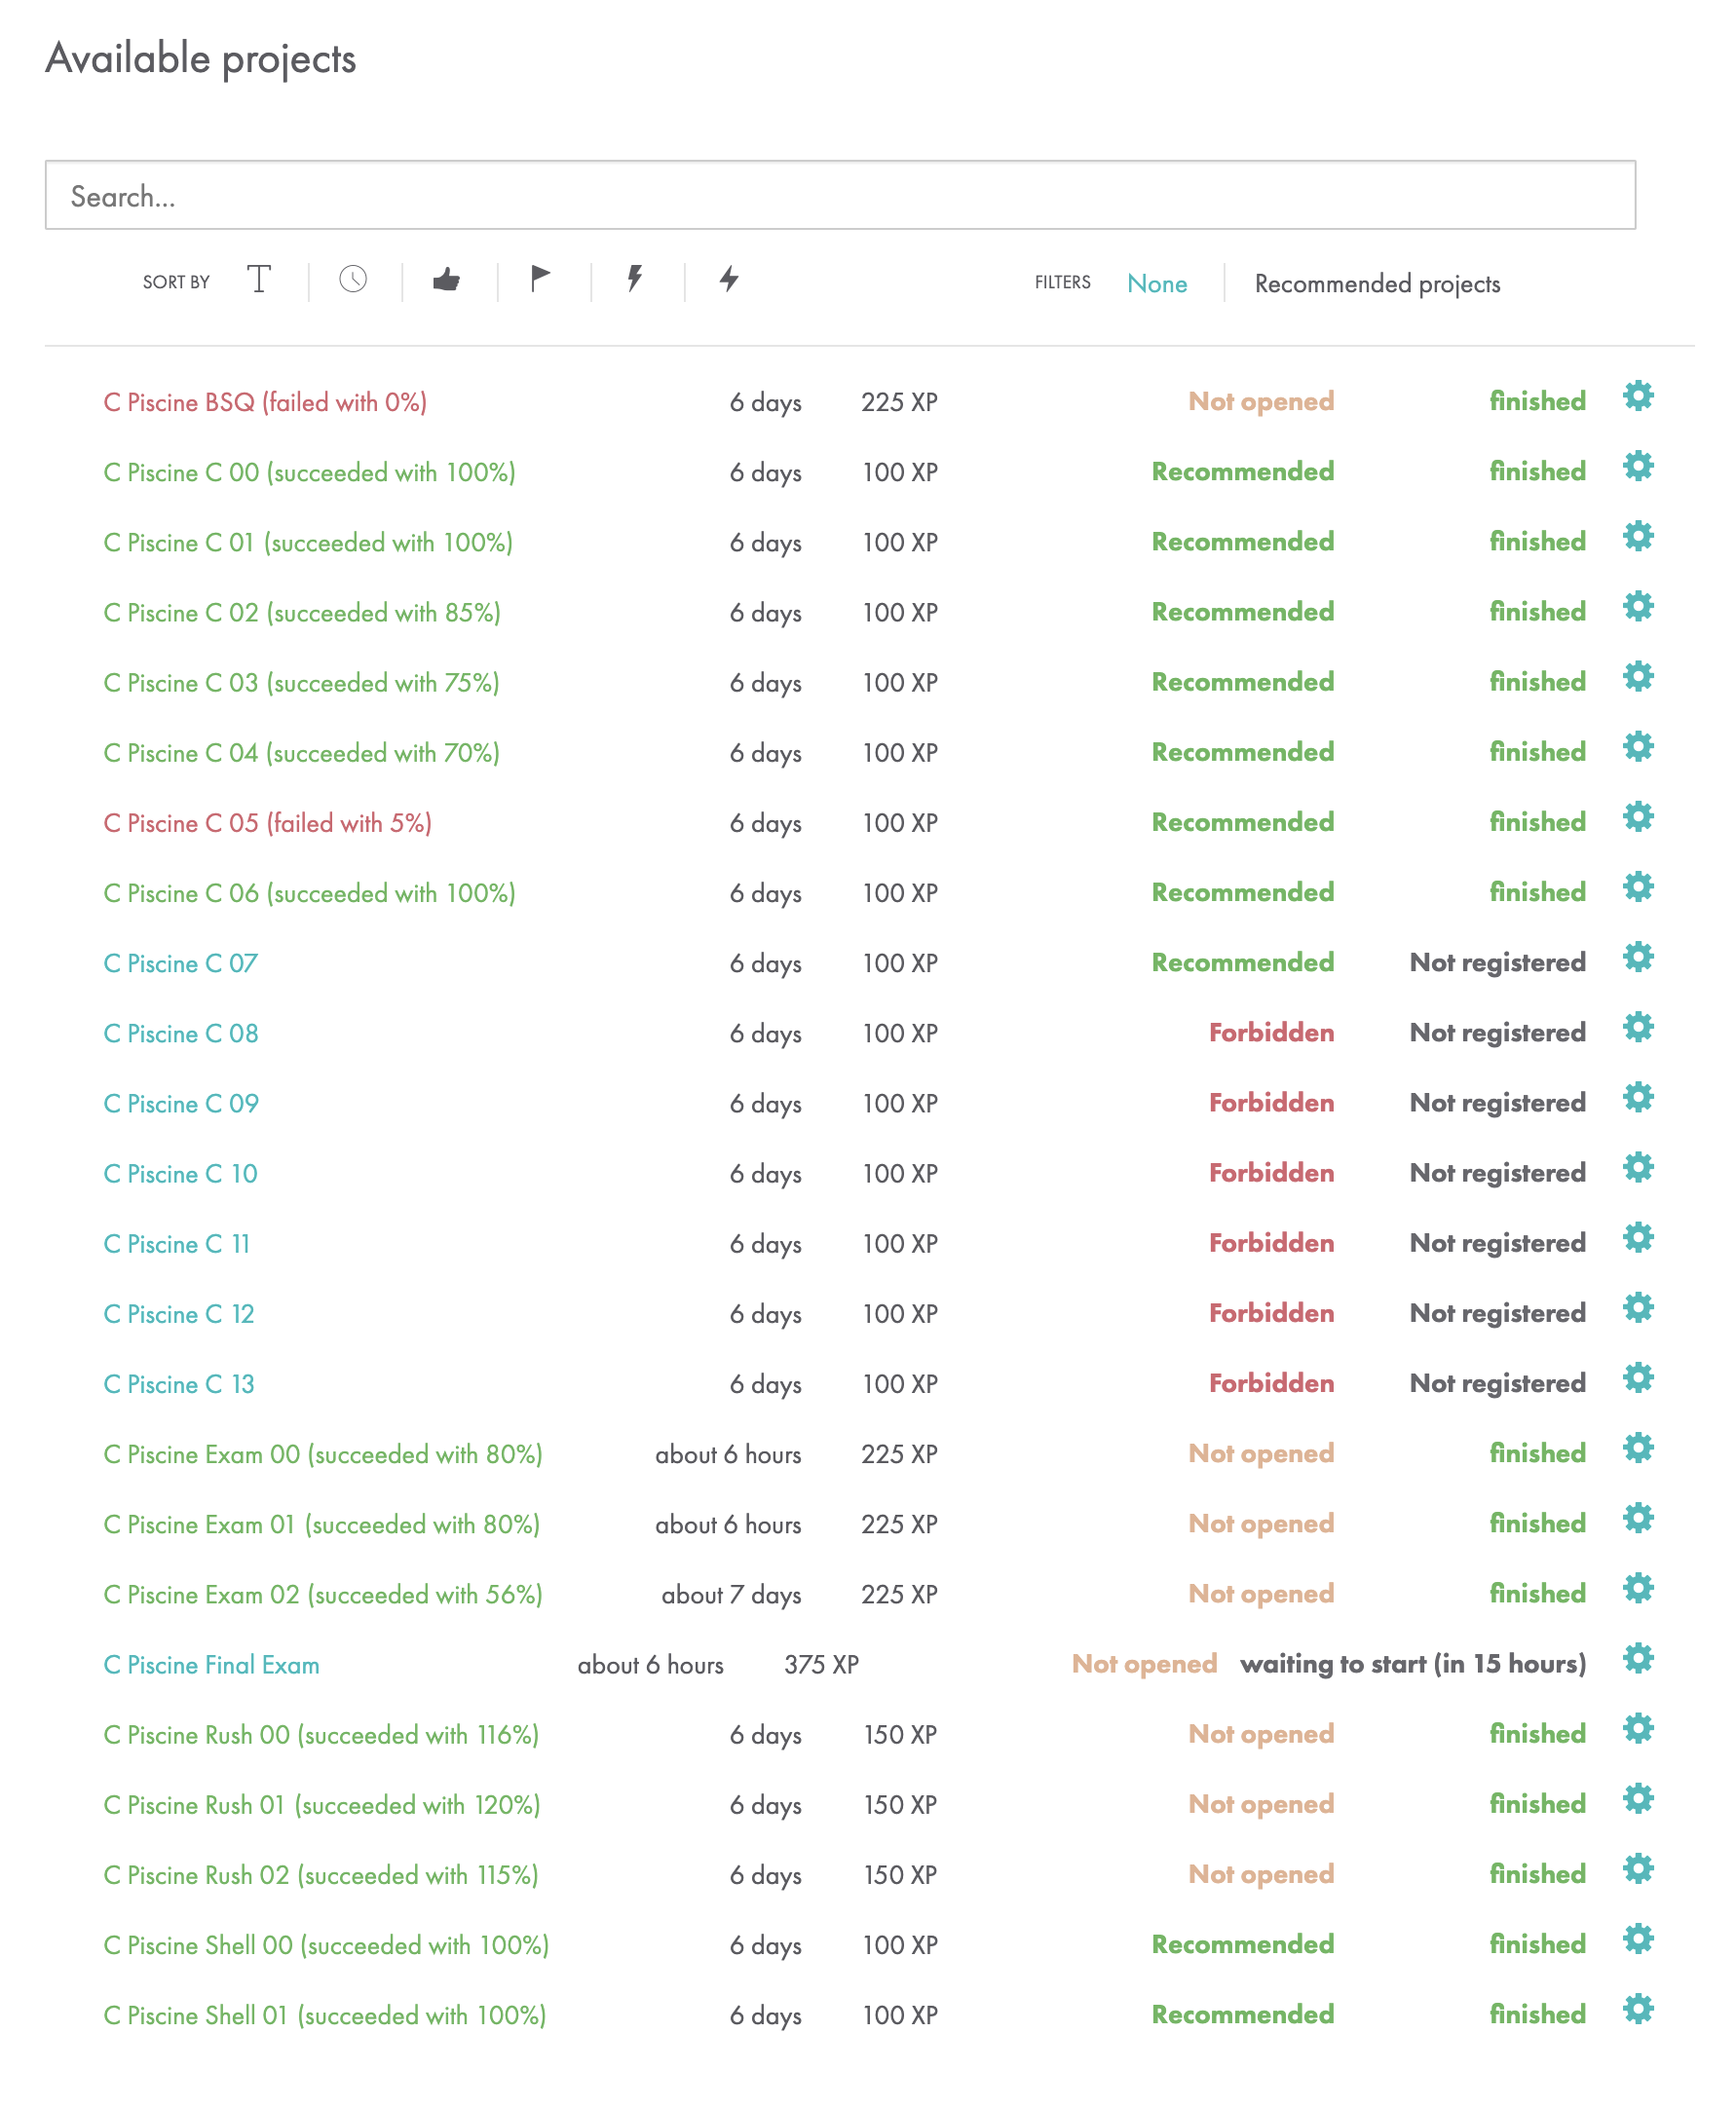 Available projects
Search...
SORT BY FILTERS None Recommended projects
C Piscine BSQ (failed with 0%) 6 days 225 XP Not opened finished
C Piscine C 00 (succeeded with 100%) 6 days 100 XP Recommended finished
C Piscine C 01 (succeeded with 100%) 6 days 100 XP Recommended finished
C Piscine C 02 (succeeded with 85%) 6 days 100 XP Recommended finished
C Piscine C 03 (succeeded with 75%) 6 days 100 XP Recommended finished
C Piscine C 04 (succeeded with 70%) 6 days 100 XP Recommended finished
C Piscine C 05 (failed with 5%) 6 days 100 XP Recommended finished
C Piscine C 06 (succeeded with 100%) 6 days 100 XP Recommended finished
C Piscine C 07 6 days 100 XP Recommended Not registered
C Piscine C 08 6 days 100 XP Forbidden Not registered
C Piscine C 09 6 days 100 XP Forbidden Not registered
C Piscine C 10 6 days 100 XP Forbidden Not registered
C Piscine C 11 6 days 100 XP Forbidden Not registered
C Piscine C 12 6 days 100 XP Forbidden Not registered
C Piscine C 13 6 days 100 XP Forbidden Not registered
C Piscine Exam 00 (succeeded with 80%) about 6 hours 225 XP Not opened finished
C Piscine Exam 01 (succeeded with 80%) about 6 hours 225 XP Not opened finished
C Piscine Exam 02 (succeeded with 56%) about 7 days 225 XP Not opened finished
C Piscine Final Exam about 6 hours 375 XP Not opened waiting to start (in 15 hours)
C Piscine Rush 00 (succeeded with 116%) 6 days 150 XP Not opened finished
C Piscine Rush 01 (succeeded with 120%) 6 days 150 XP Not opened finished
C Piscine Rush 02 (succeeded with 115%) 6 days 150 XP Not opened finished
C Piscine Shell 00 (succeeded with 100%) 6 days 100 XP Recommended finished
C Piscine Shell 01 (succeeded with 100%) 6 days 100 XP Recommended finished